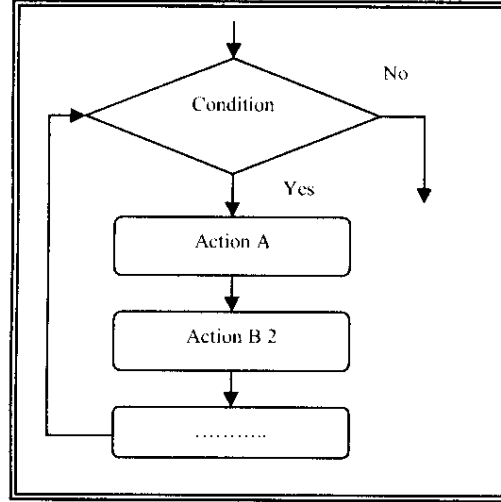 No
Condition
Yes
Action A
Action B 2
...........